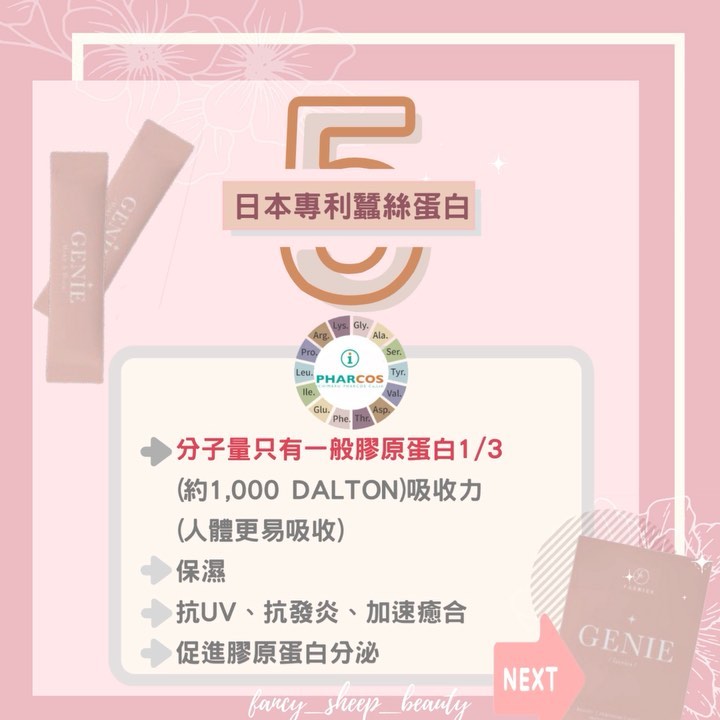 5
日本專利蠶絲蛋白
GENiE
GENiE
Lys.
Gly.
Ala.
Ser.
Tyr.
Val.
Asp.
Thr.
Phe.
Glu.
Ile.
Leu.
Pro.
Arg.
i
PHARCOS
分子量只有一般膠原蛋白1/3
(約1,000 DALTON)吸收力
(人體更易吸收)
保濕
抗UV、抗發炎、加速癒合
促進膠原蛋白分泌
GENIE
NEXT
fancy_sheep_beauty